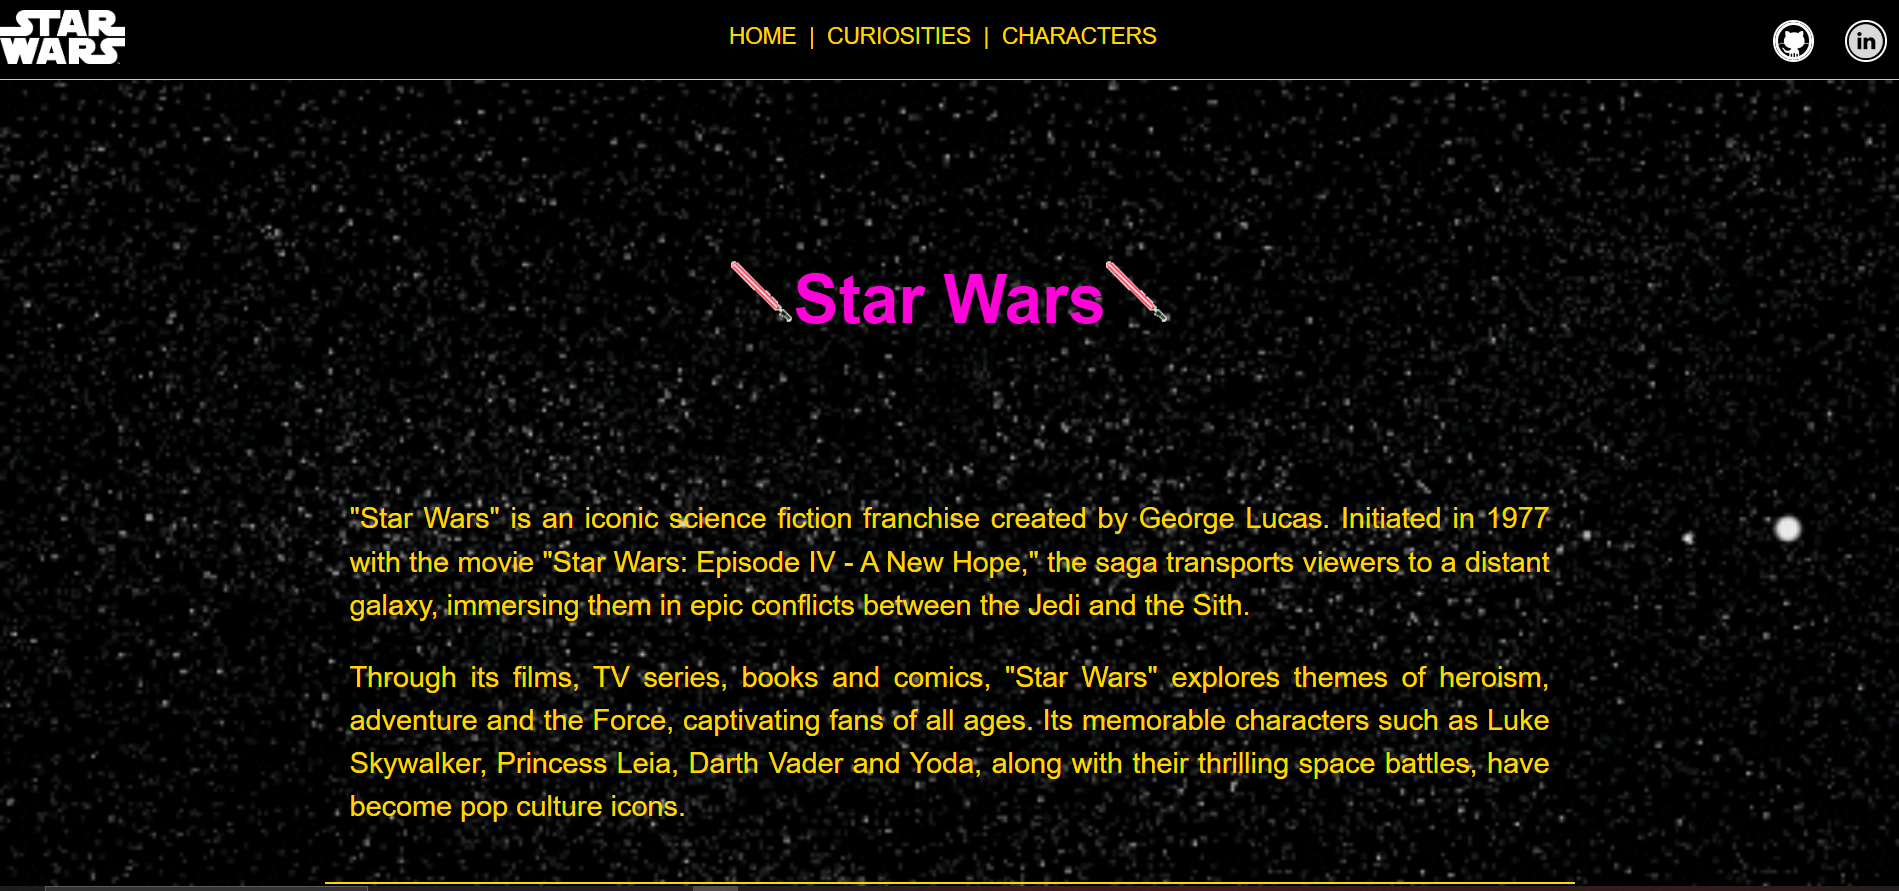 STAR
WARS
HOME | CURIOSITIES | CHARACTERS
in
Star Wars
"Star Wars" is an iconic science fiction franchise created by George Lucas. Initiated in 1977
with the movie "Star Wars: Episode IV - A New Hope," the saga transports viewers to a distant
galaxy, immersing them in epic conflicts between the Jedi and the Sith.
Through its films, TV series, books and comics, "Star Wars" explores themes of heroism,
adventure and the Force, captivating fans of all ages. Its memorable characters such as Luke
Skywalker, Princess Leia, Darth Vader and Yoda, along with their thrilling space battles, have
become pop culture icons.